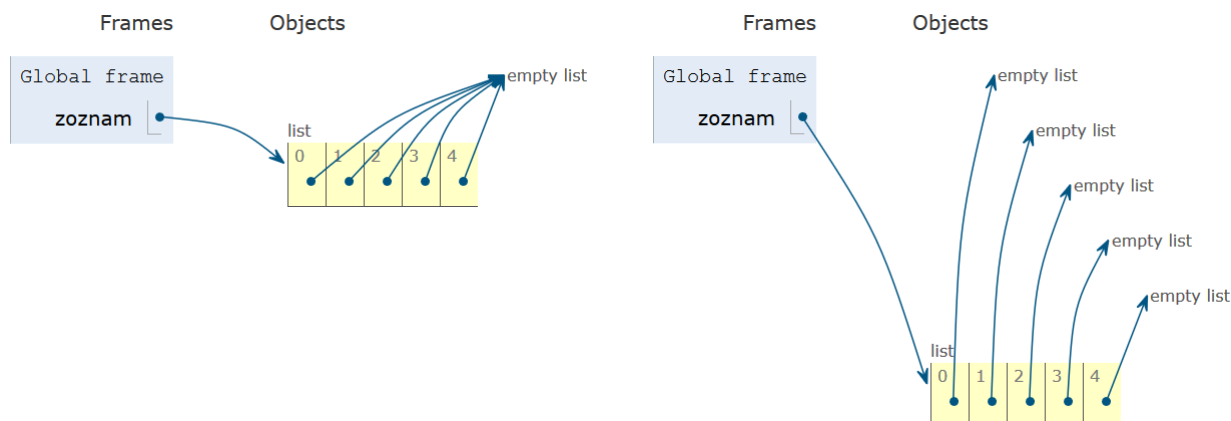 Frames Objects
Global frame
zoznam
empty list
list
0 1 2 3 4
Frames Objects
Global frame
zoznam
empty list
empty list
empty list
empty list
empty list
list
0 1 2 3 4